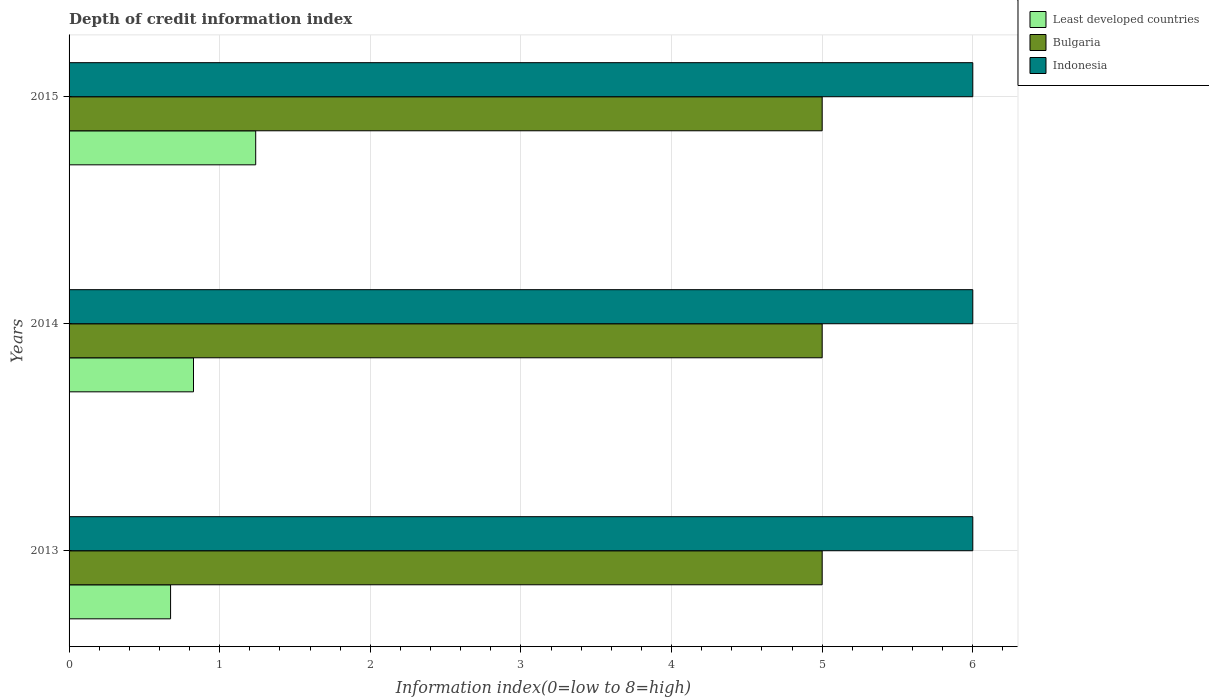 Depth of credit information index
Least developed countries
Bulgaria
Indonesia
2015
2014
2013
Years
0 1 2 3 4 5 6
Information index(0=low to 8=high)